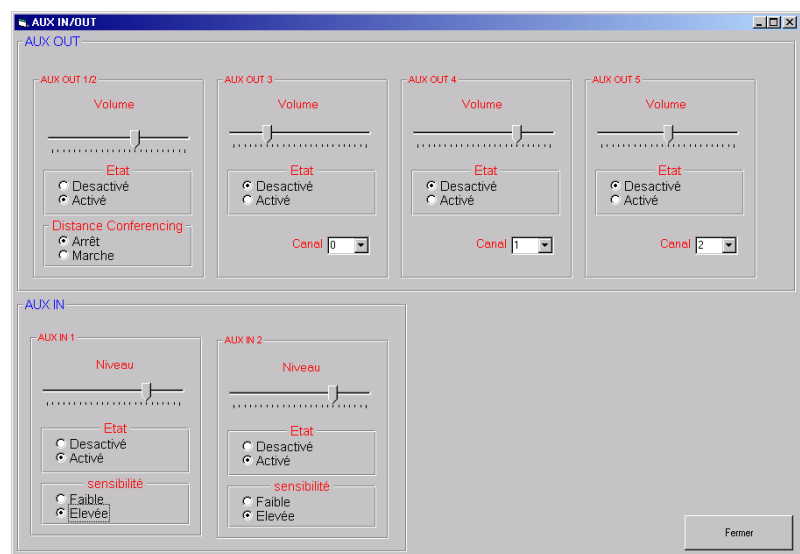 AUX IN/OUT
AUX OUT
AUX OUT 1/2
Volume
Etat
Desactivé
Activé
Distance Conferencing
Arrêt
Marche
AUX OUT 3
Volume
Etat
Desactivé
Activé
Canal 0
AUX OUT 4
Volume
Etat
Desactivé
Activé
Canal 1
AUX OUT 5
Volume
Etat
Desactivé
Activé
Canal 2
AUX IN
AUX IN 1
Niveau
Etat
Desactivé
Activé
sensibilité
Faible
Elevée
AUX IN 2
Niveau
Etat
Desactivé
Activé
sensibilité
Faible
Elevée
Fermer